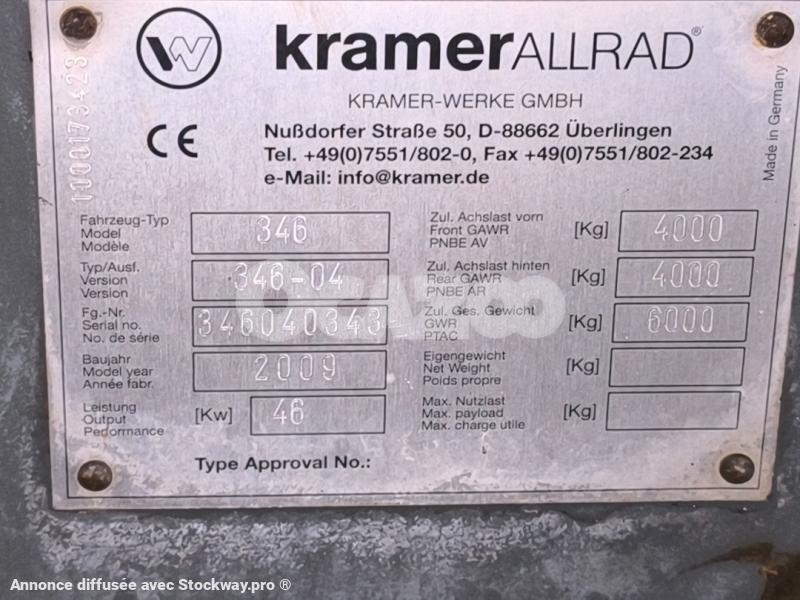 kramerALLRAD®
KRAMER-WERKE GMBH
CE
Nußdorfer Straße 50, D-88662 Überlingen
Tel. +49(0)7551/802-0, Fax +49(0)7551/802-234
e-Mail: info@kramer.de
1000173423
Made in Germany
Fahrzeug-Typ
Model
Modèle
346
Typ/Ausf.
Version
Version
346-04
Fg.-Nr.
Serial no.
No. de série
346040343
Baujahr
Model year
Année fabr.
2009
Leistung
Output
Performance
[Kw]
46
Zul. Achslast vorn
Front GAWR
PNBE AV
[Kg]
4000
Zul. Achslast hinten
Rear GAWR
PNBE AR
[Kg]
4000
Zul. Ges. Gewicht
GWR
PTAC
[Kg]
6000
Eigengewicht
Net Weight
Poids propre
[Kg]
Max. Nutzlast
Max. payload
Max. charge utile
[Kg]
Type Approval No.:
Annonce diffusée avec Stockway.pro ®